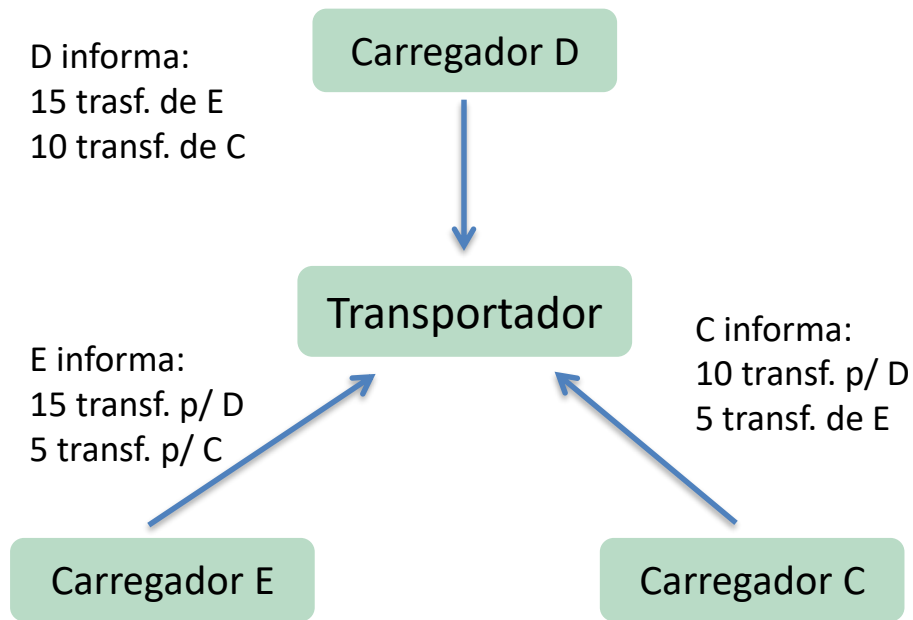 Carregador D
D informa:
15 trasf. de E
10 transf. de C
Transportador
E informa:
15 transf. p/ D
5 transf. p/ C
C informa:
10 transf. p/ D
5 transf. de E
Carregador E
Carregador C